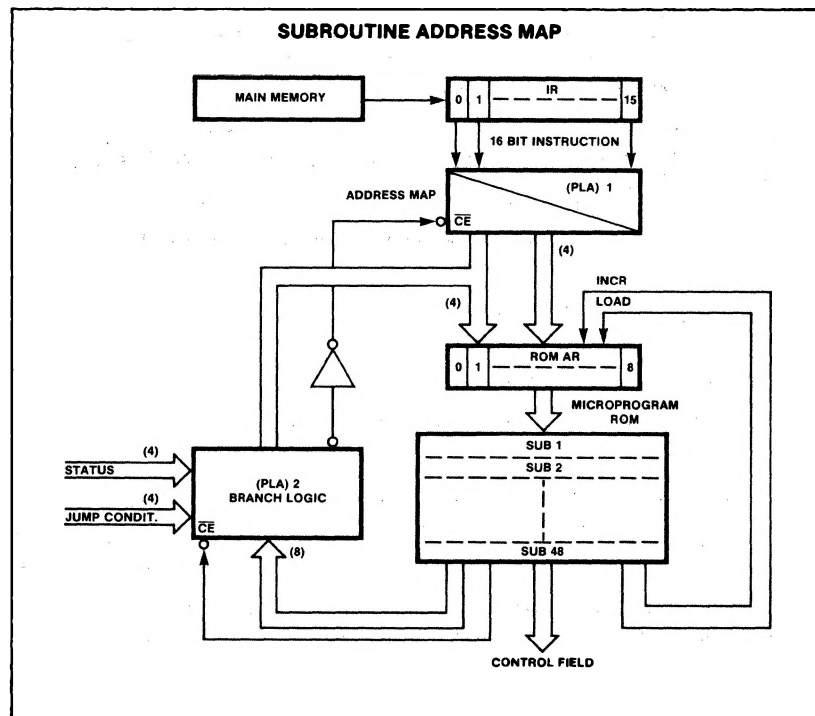 SUBROUTINE ADDRESS MAP
MAIN MEMORY
IR
0 1 15
16 BIT INSTRUCTION
ADDRESS MAP
(PLA) 1
CE
(4)
INCR
(4)
LOAD
ROM AR
0 1 8
MICROPROGRAM
ROM
SUB 1
SUB 2
SUB 48
(4)
STATUS
(PLA) 2
BRANCH LOGIC
(4)
JUMP CONDIT.
CE
(8)
CONTROL FIELD